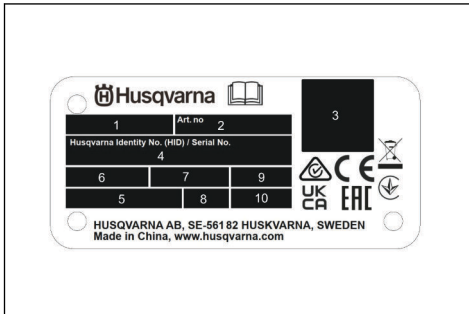 Husqvarna
1
Art. no 2
3
Husqvarna Identity No. (HID) / Serial No.
4
6 7 9
5 8 10
CE
UK
CA
EAC
HUSQVARNA AB, SE-561 82 HUSKVARNA, SWEDEN
Made in China, www.husqvarna.com